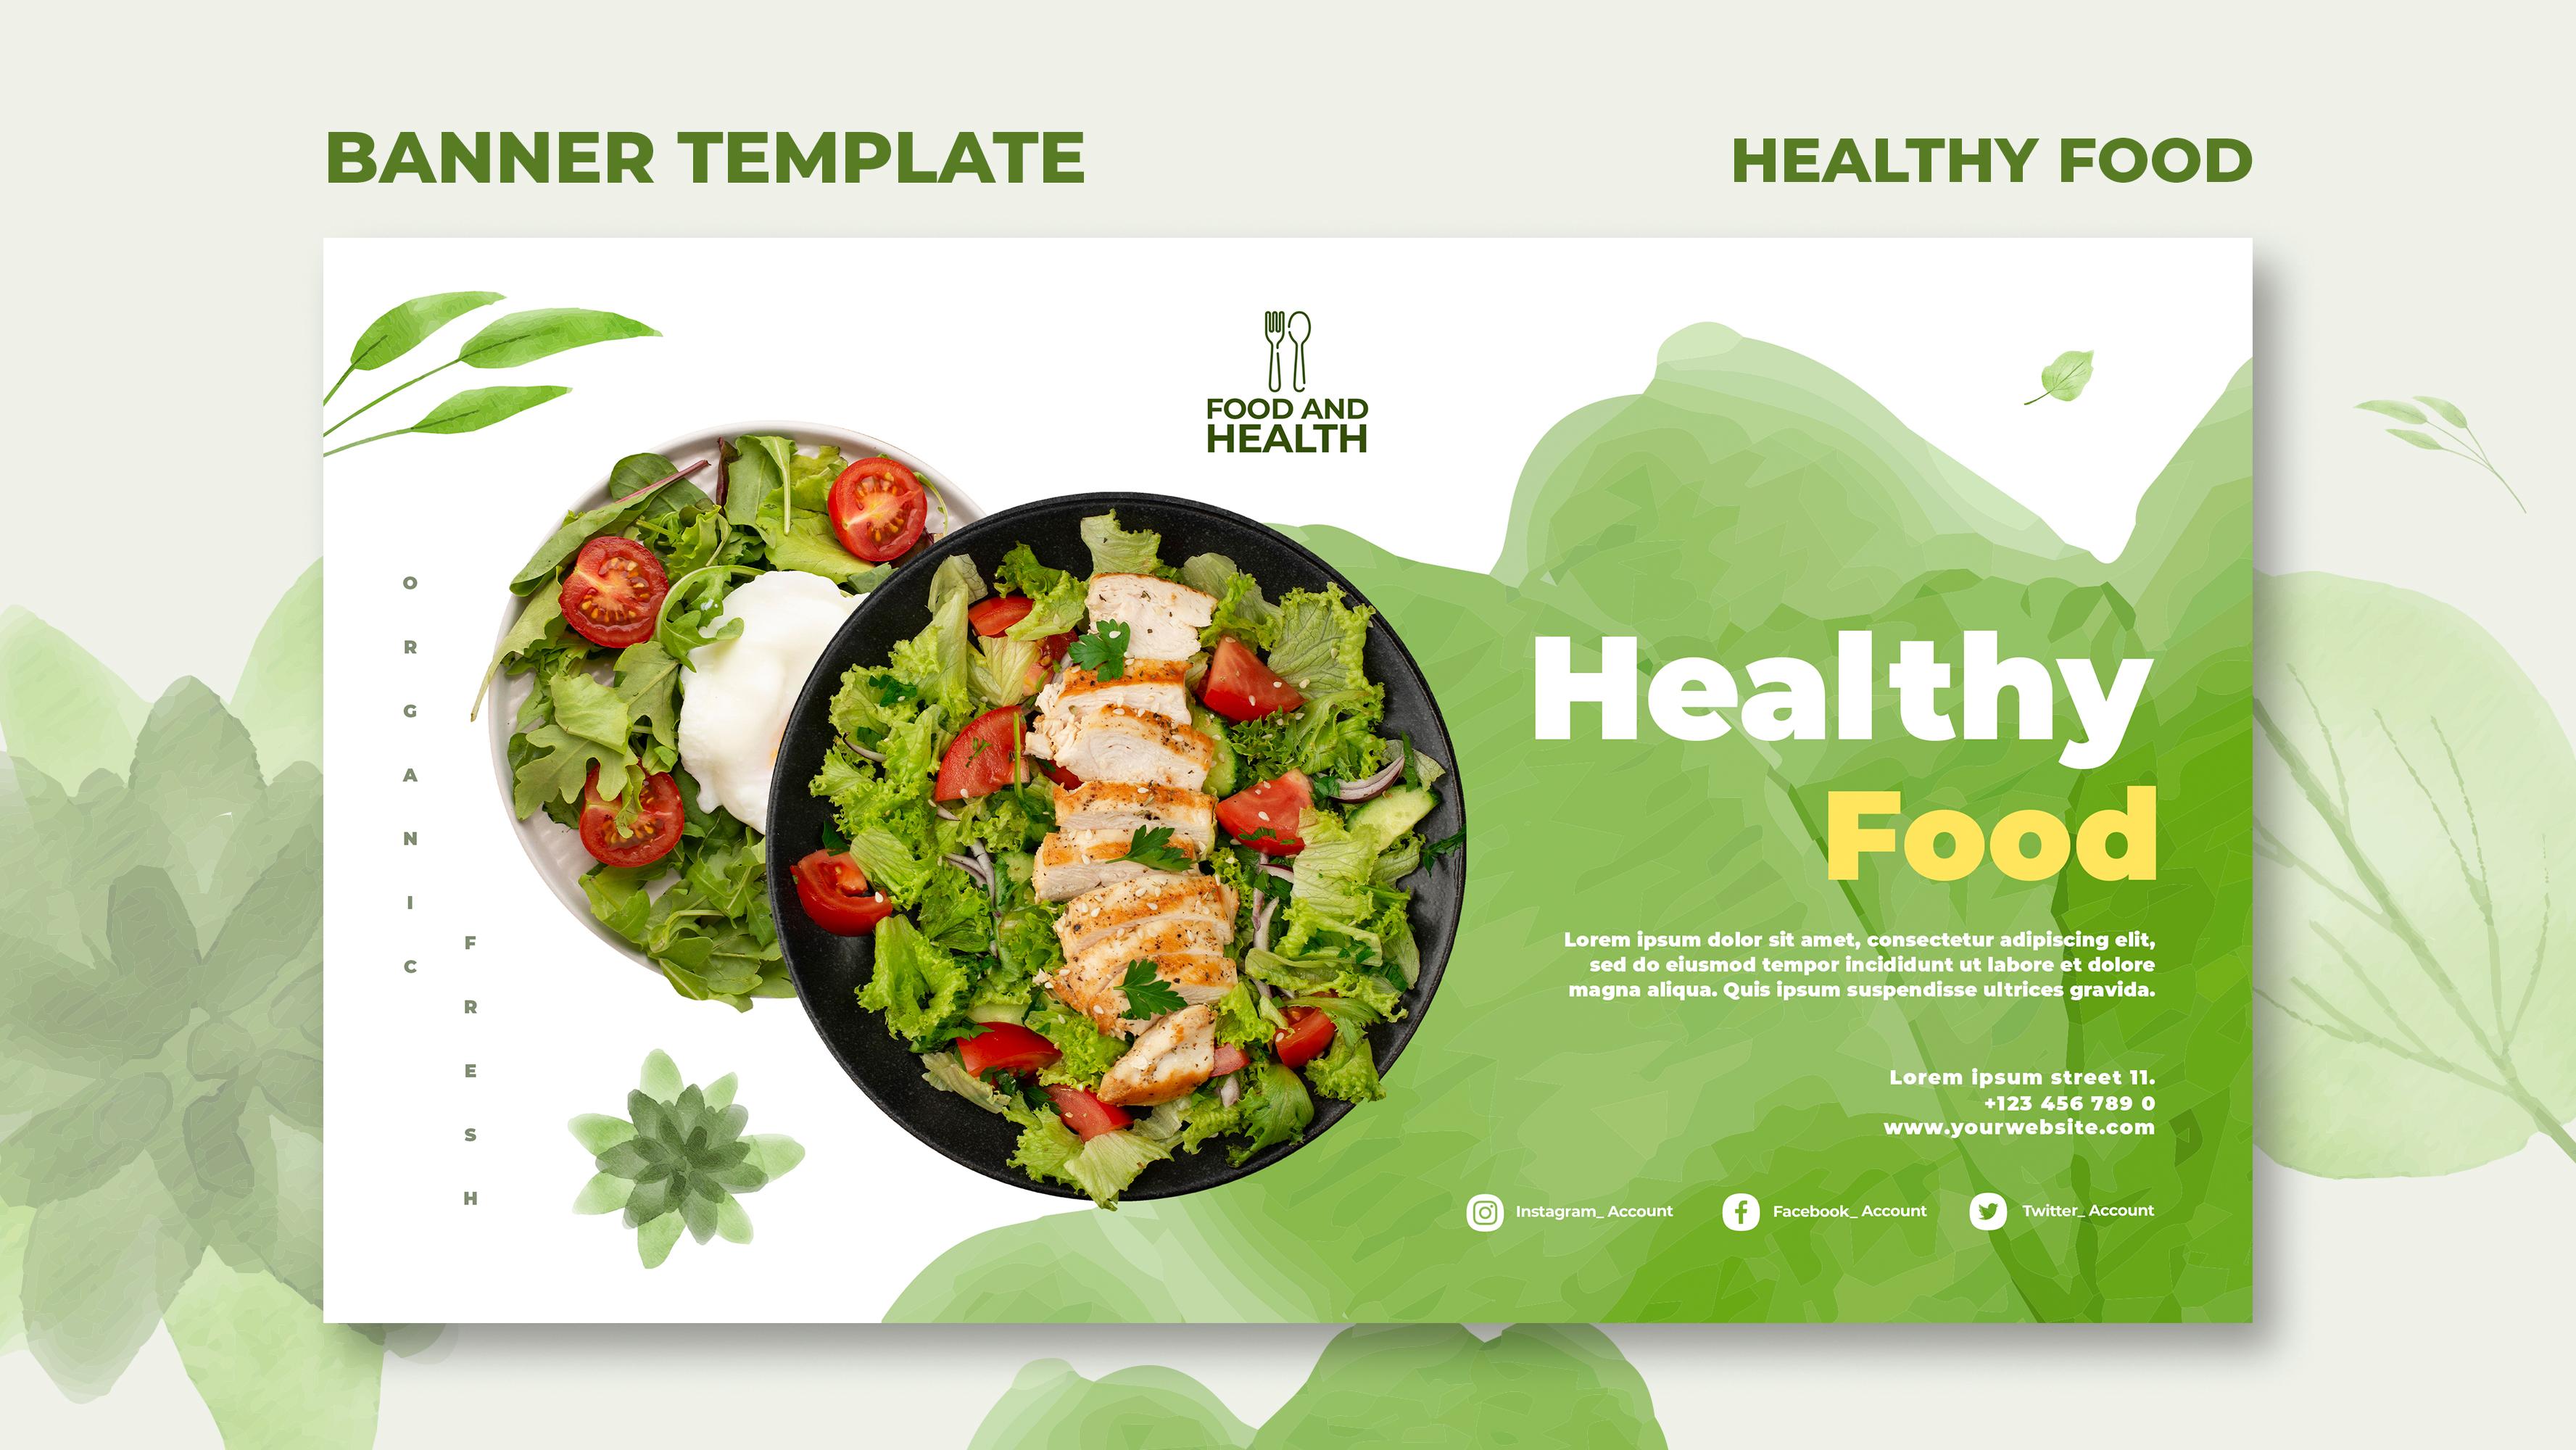 BANNER TEMPLATE
HEALTHY FOOD
FOOD AND
HEALTH
ORGANIC
FRESH
Healthy
Food
Lorem ipsum dolor sit amet, consectetur adipiscing elit,
sed do eiusmod tempor incididunt ut labore et dolore
magna aliqua. Quis ipsum suspendisse ultrices gravida.
Lorem ipsum street 11.
+123 456 789 0
www.yourwebsite.com
Instagram_ Account
Facebook_ Account
Twitter_ Account